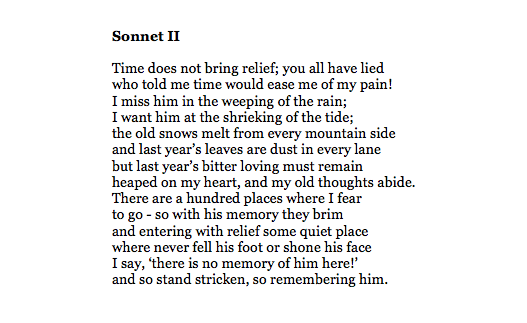 Sonnet II
Time does not bring relief; you all have lied
who told me time would ease me of my pain!
I miss him in the weeping of the rain;
I want him at the shrieking of the tide;
the old snows melt from every mountain side
and last year’s leaves are dust in every lane
but last year’s bitter loving must remain
heaped on my heart, and my old thoughts abide.
There are a hundred places where I fear
to go - so with his memory they brim
and entering with relief some quiet place
where never fell his foot or shone his face
I say, ‘there is no memory of him here!’
and so stand stricken, so remembering him.